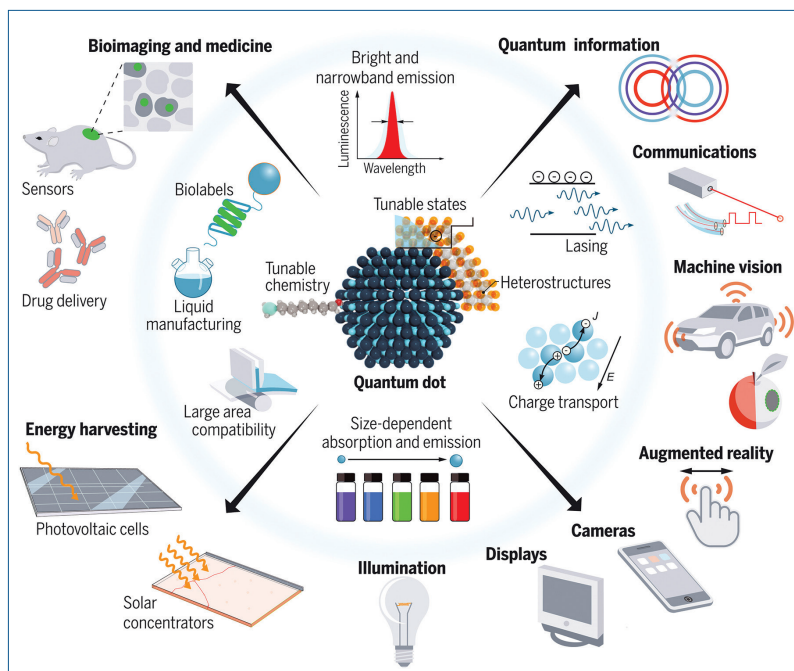 Bioimaging and medicine
Sensors
Drug delivery
Biolabels
Liquid
manufacturing
Bright and
narrowband emission
Luminescence
Wavelength
Quantum information
Communications
Tunable states
Lasing
Heterostructures
Tunable
chemistry
Quantum dot
Machine vision
J
E
Charge transport
Large area
compatibility
Size-dependent
absorption and emission
Energy harvesting
Photovoltaic cells
Solar
concentrators
Illumination
Displays
Cameras
Augmented reality